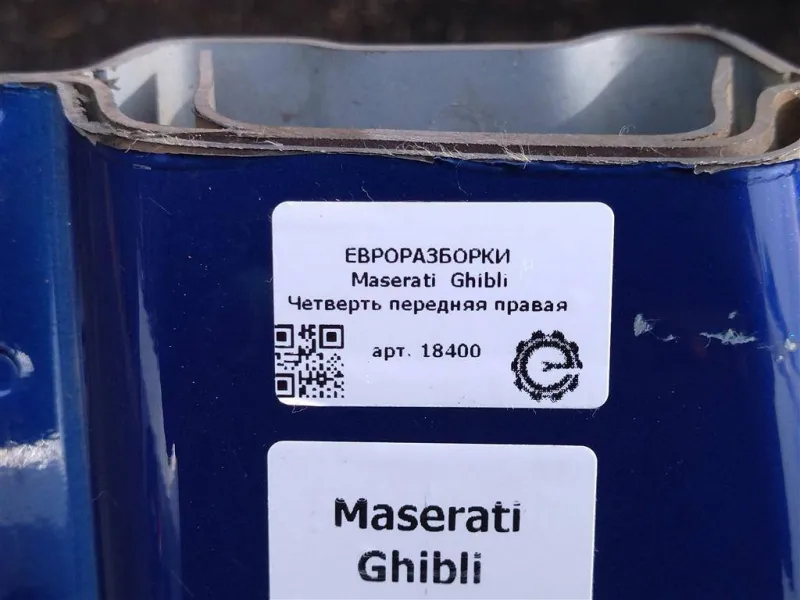 ЕВРОРАЗБОРКИ
Maserati Ghibli
Четверть передняя правая
арт. 18400
Maserati
Ghibli